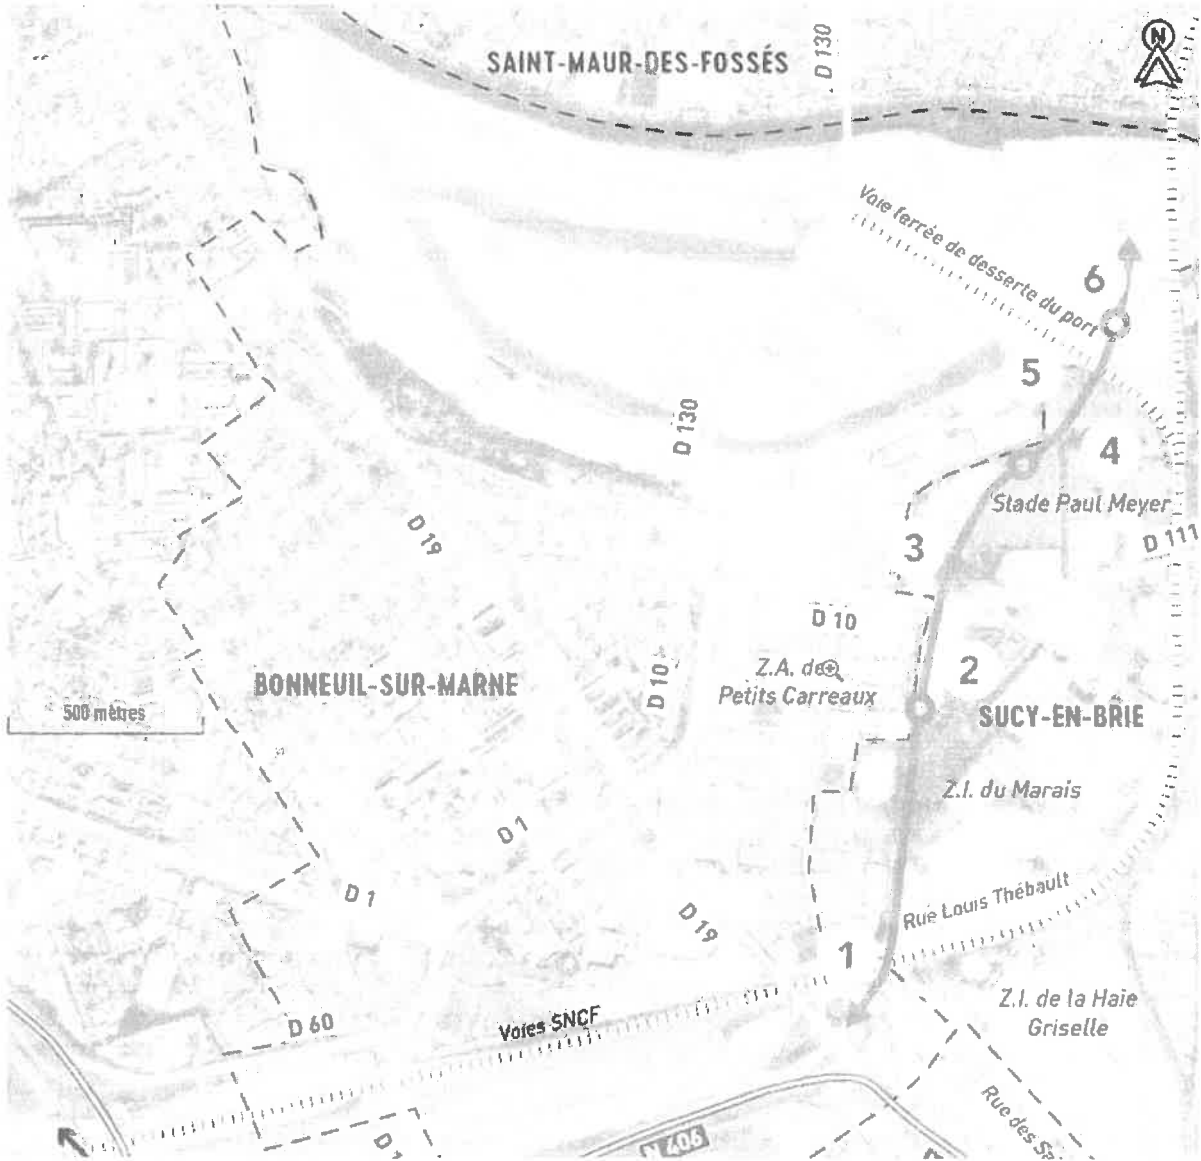 N
SAINT-MAUR-DES-FOSSÉS
D 130
Voie ferrée de desserte du port
6
5
D 130
4
Stade Paul Meyer
D 19
3
D 111
D 10
BONNEUIL-SUR-MARNE
D 10
Z.A. des
Petits Carreaux
2
SUCY-EN-BRIE
500 mètres
Z.I. du Marais
D 1
D 1
D 19
Rue Louis Thébault
1
Z.I. de la Haie
Griselle
D 60
Voies SNCF
Rue des
N 406